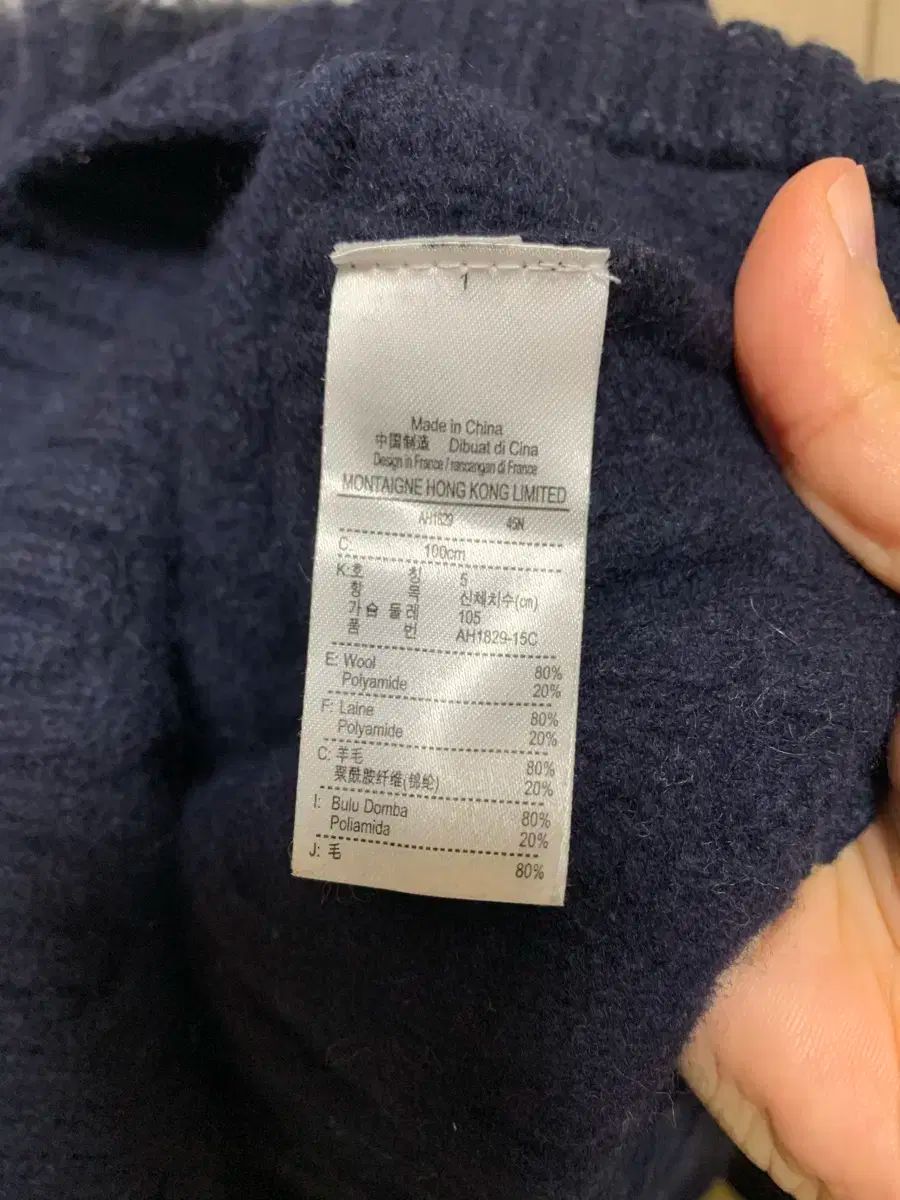 1
Made in China
中国制造 Dibuat di Cina
Design in France / rancangan di France
MONTAIGNE HONG KONG LIMITED
AH1829 45N
C: 100cm
K: 호 칭 5
항 목 신체치수(㎝)
가슴 둘레 105
품 번 AH1829-15C
E: Wool 80%
Polyamide 20%
F: Laine 80%
Polyamide 20%
C: 羊毛 80%
聚酰胺纤维(锦纶) 20%
I: Bulu Domba 80%
Poliamida 20%
J: 毛 80%